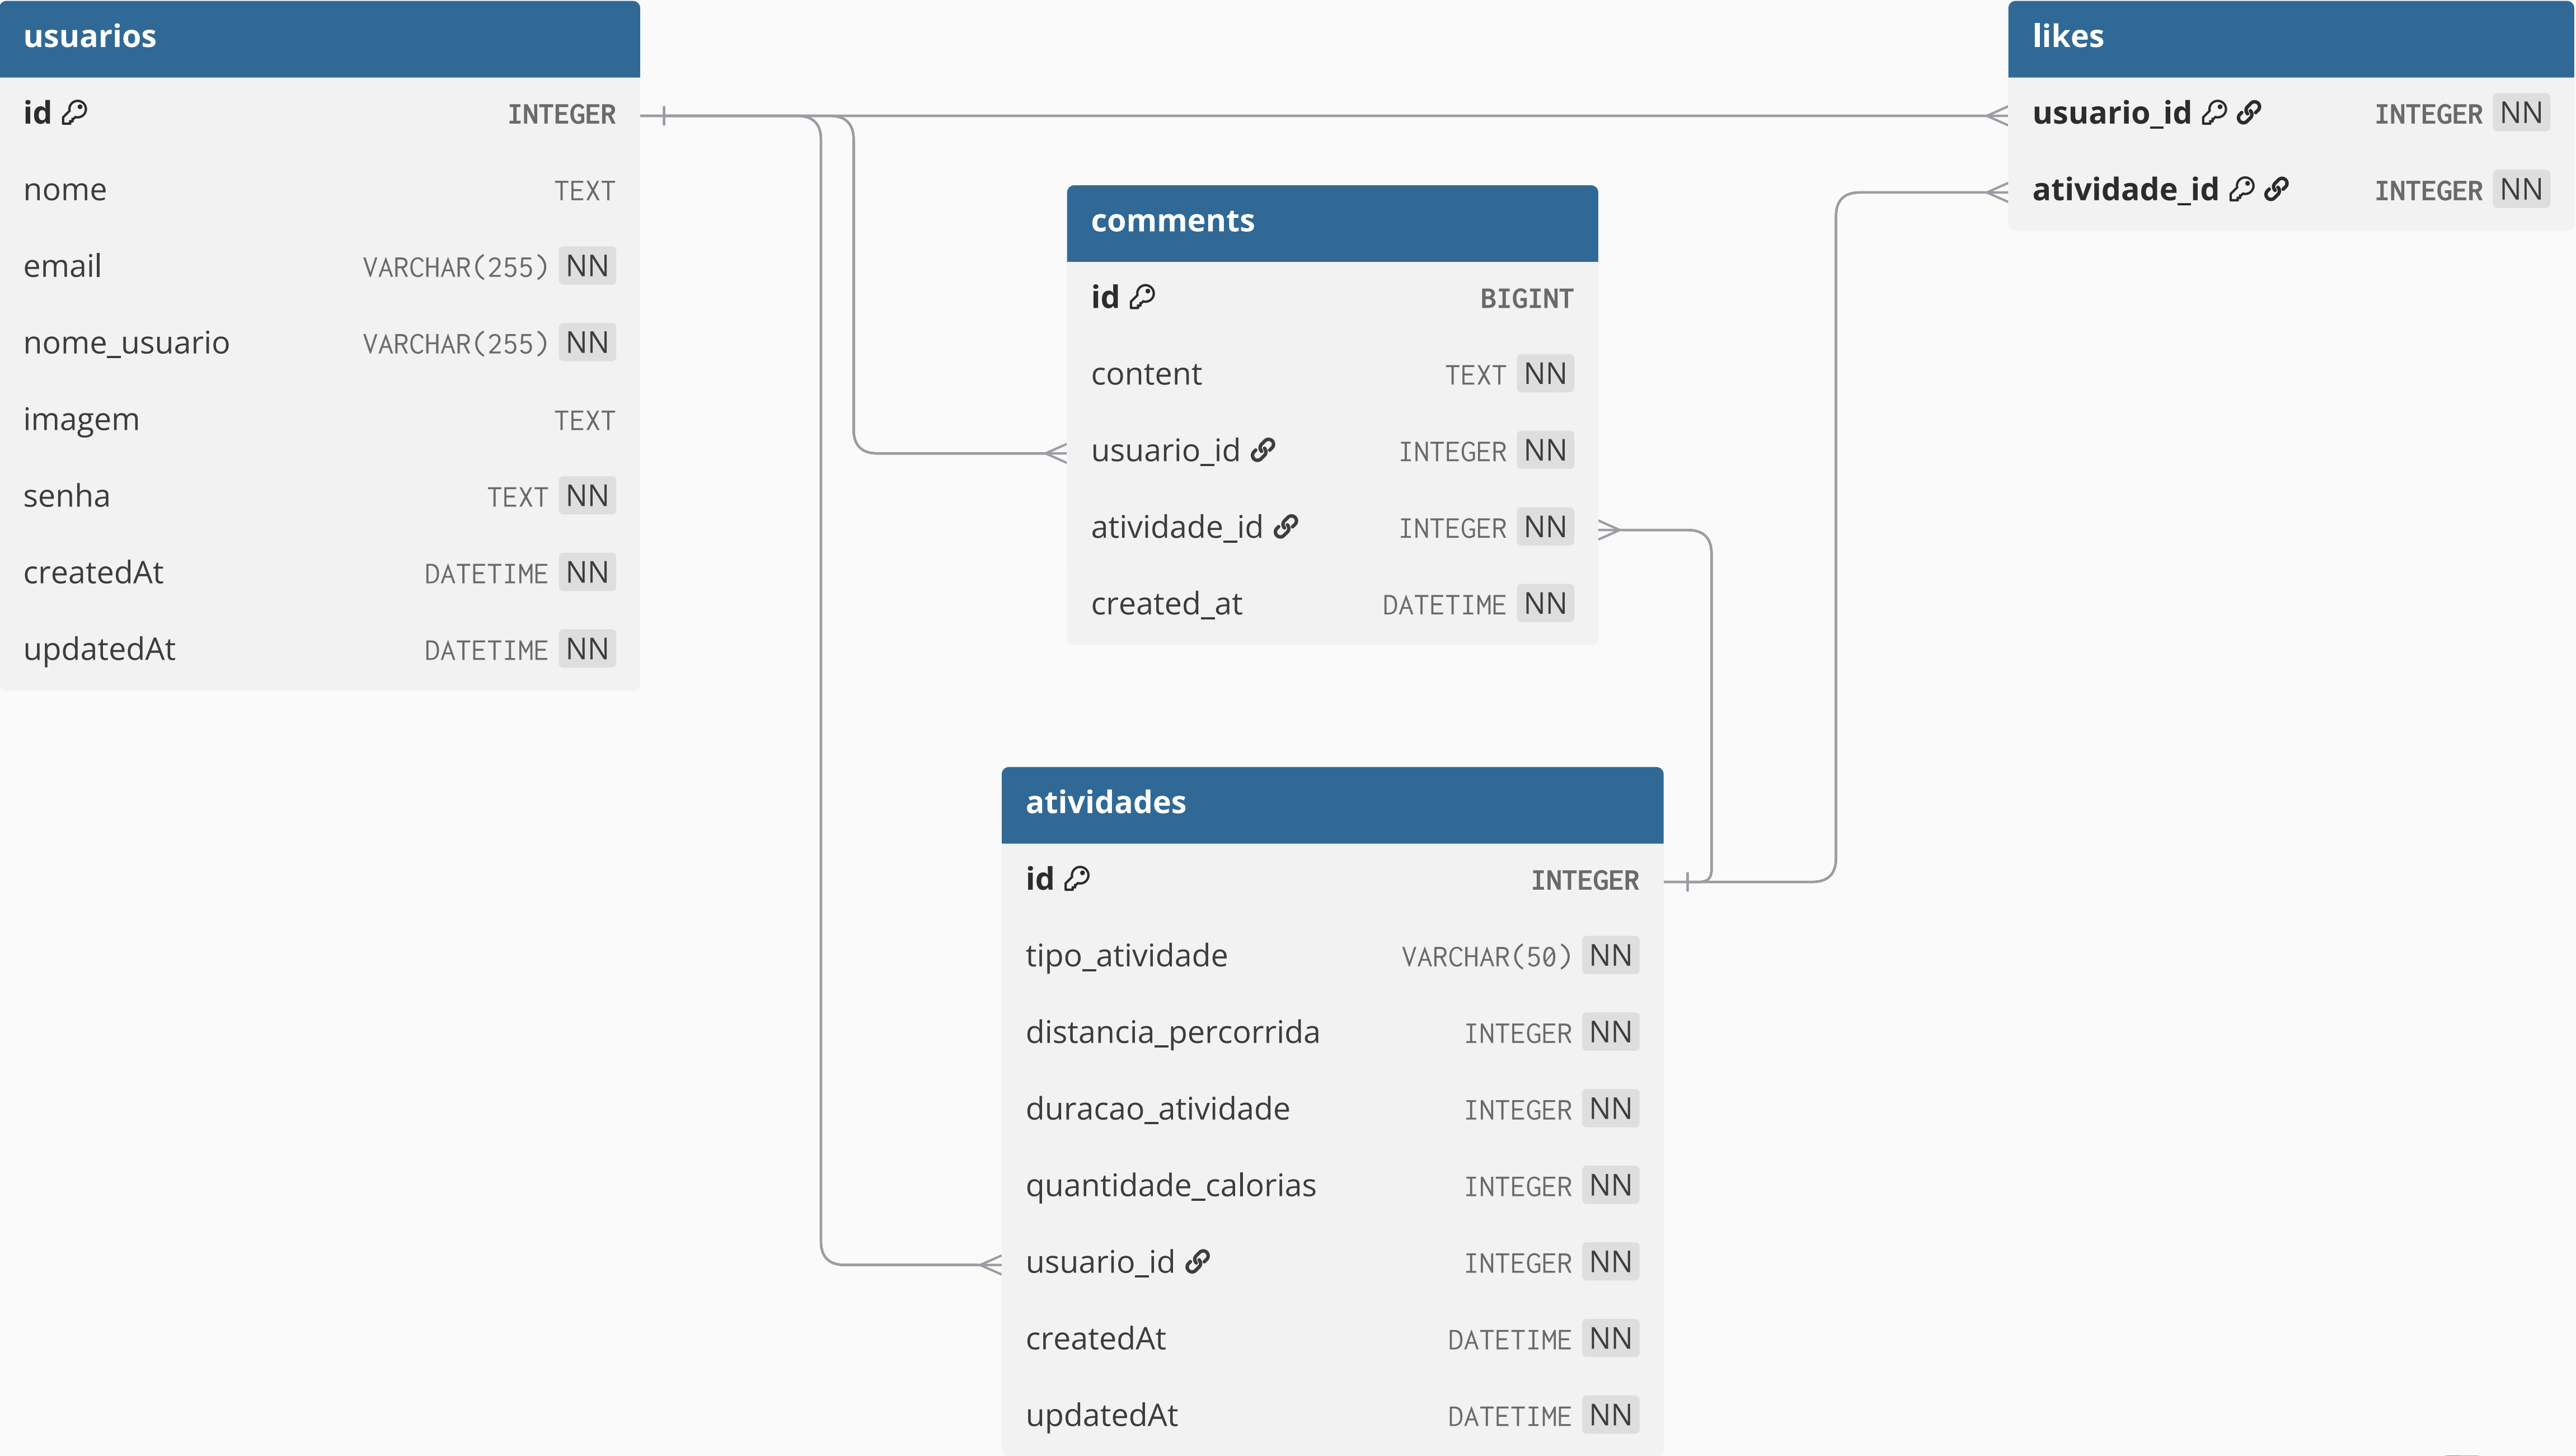 usuarios
id INTEGER
nome TEXT
email VARCHAR(255) NN
nome_usuario VARCHAR(255) NN
imagem TEXT
senha TEXT NN
createdAt DATETIME NN
updatedAt DATETIME NN
comments
id BIGINT
content TEXT NN
usuario_id INTEGER NN
atividade_id INTEGER NN
created_at DATETIME NN
likes
usuario_id INTEGER NN
atividade_id INTEGER NN
atividades
id INTEGER
tipo_atividade VARCHAR(50) NN
distancia_percorrida INTEGER NN
duracao_atividade INTEGER NN
quantidade_calorias INTEGER NN
usuario_id INTEGER NN
createdAt DATETIME NN
updatedAt DATETIME NN